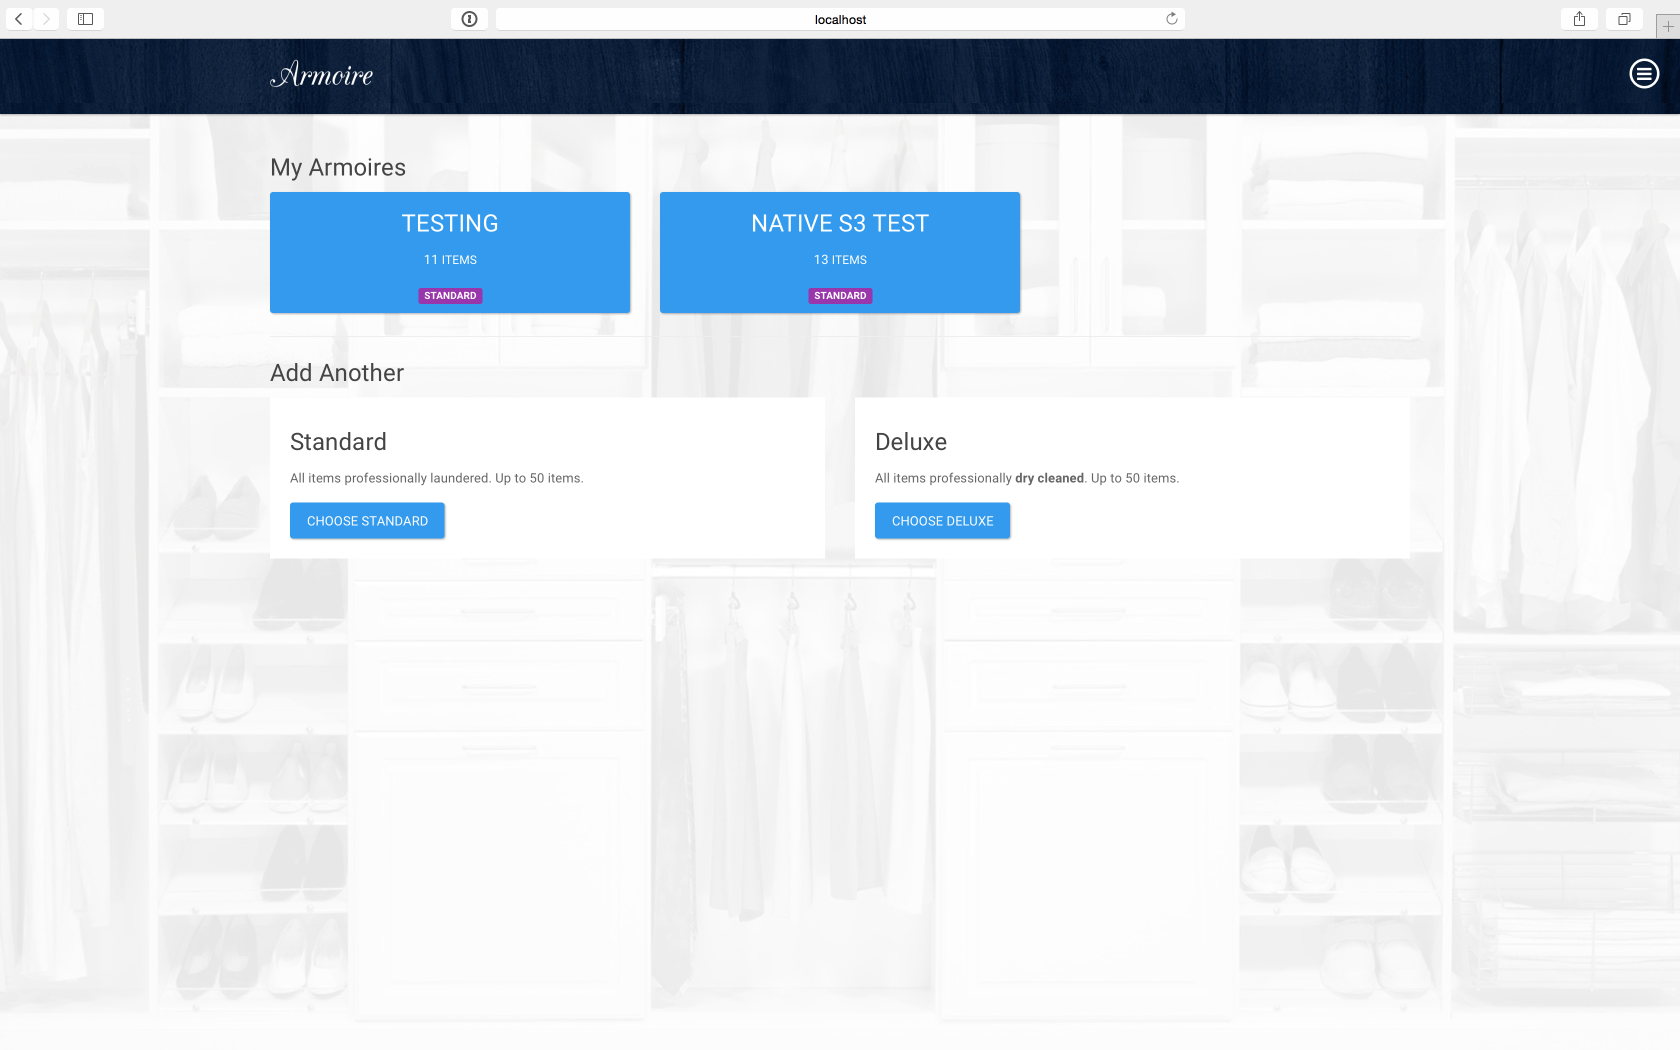 localhost
Armoire
My Armoires
TESTING
11 ITEMS
STANDARD
NATIVE S3 TEST
13 ITEMS
STANDARD
Add Another
Standard
All items professionally laundered. Up to 50 items.
CHOOSE STANDARD
Deluxe
All items professionally dry cleaned. Up to 50 items.
CHOOSE DELUXE